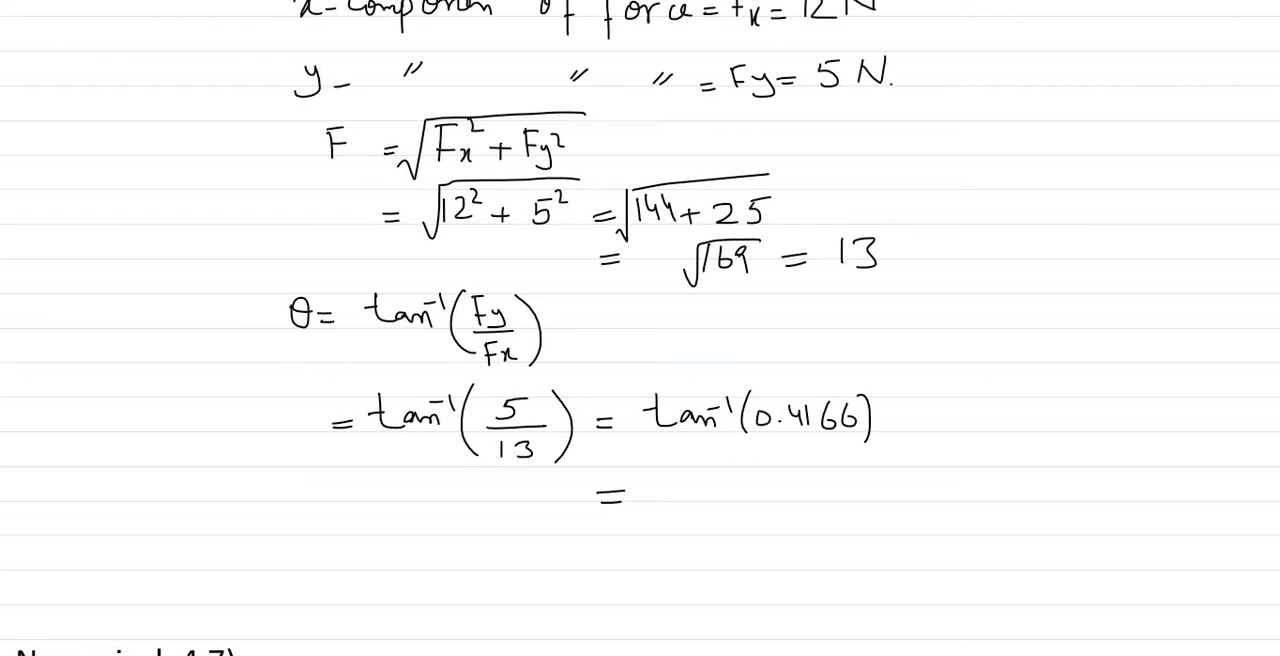 x-component of force = Fx = 12 N
y- " " " = Fy = 5 N.
F = √(Fx² + Fy²)
= √(12² + 5²) = √(144 + 25)
= √169 = 13
θ = tan⁻¹(Fy/Fx)
= tan⁻¹(5/13) = tan⁻¹(0.4166)
=